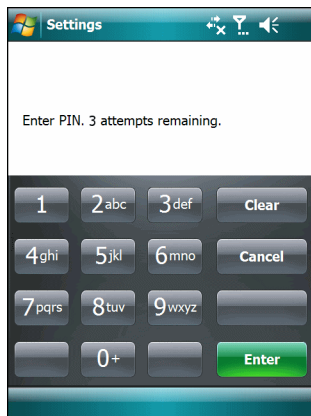 Settings
Enter PIN. 3 attempts remaining.
1 2abc 3def Clear
4ghi 5jkl 6mno Cancel
7pqrs 8tuv 9wxyz
0+ Enter